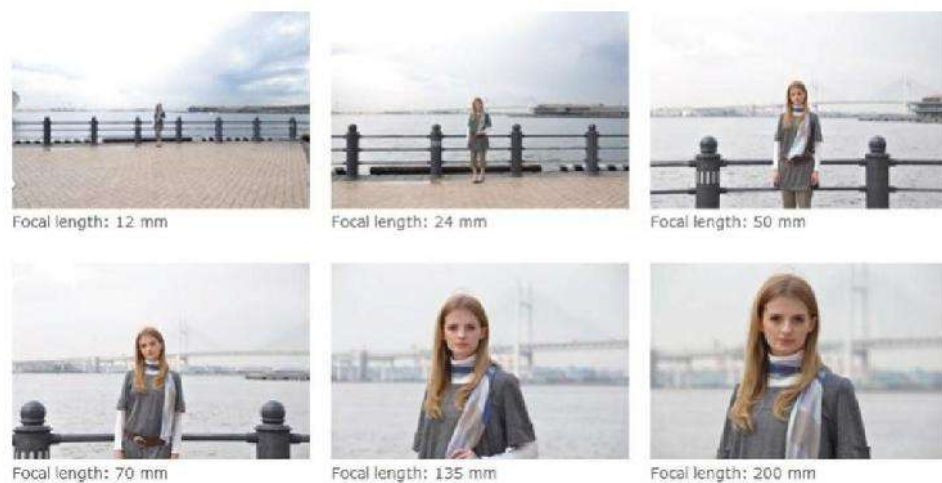 Focal length: 12 mm
Focal length: 24 mm
Focal length: 50 mm
Focal length: 70 mm
Focal length: 135 mm
Focal length: 200 mm